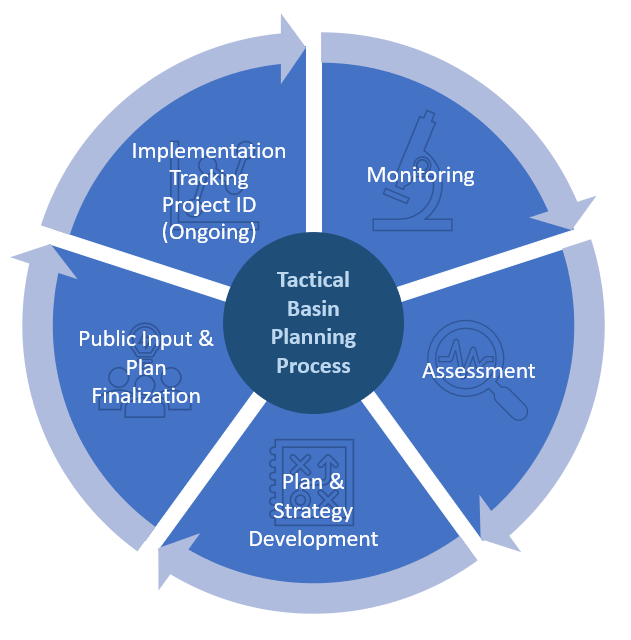 Implementation
Tracking
Project ID
(Ongoing)
Monitoring
Tactical
Basin
Planning
Process
Public Input &
Plan
Finalization
Assessment
Plan &
Strategy
Development